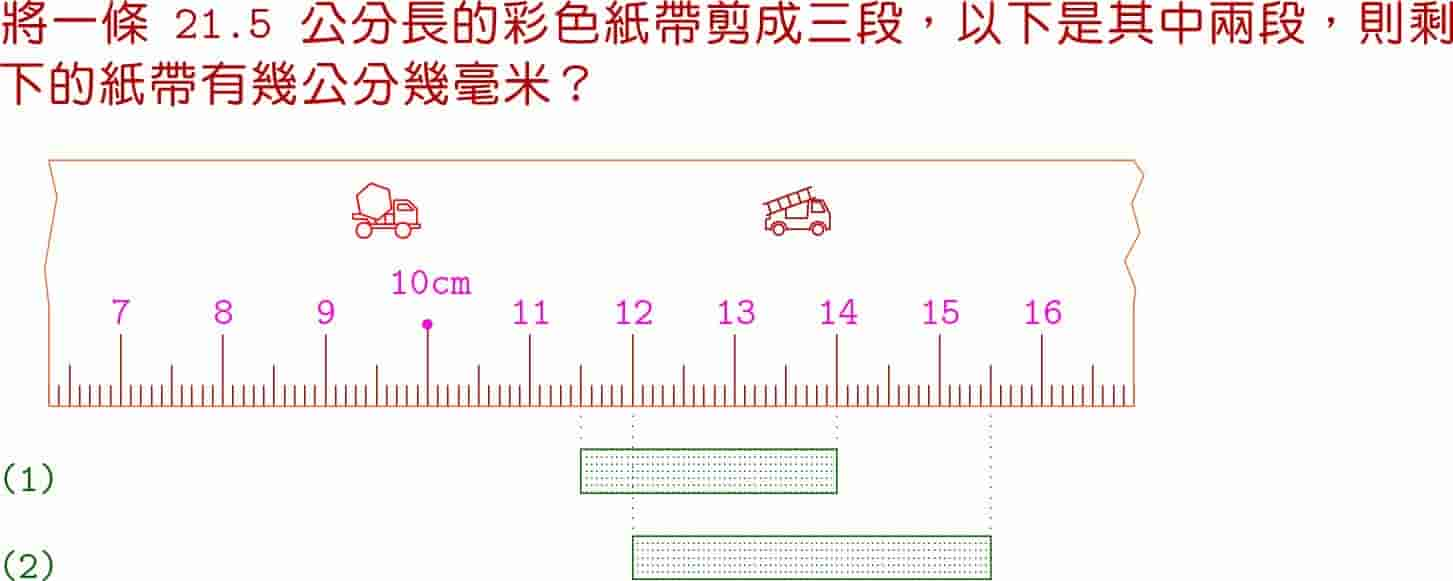 將一條 21.5 公分長的彩色紙帶剪成三段，以下是其中兩段，則剩
下的紙帶有幾公分幾毫米？
10cm
7 8 9 11 12 13 14 15 16
(1)
(2)